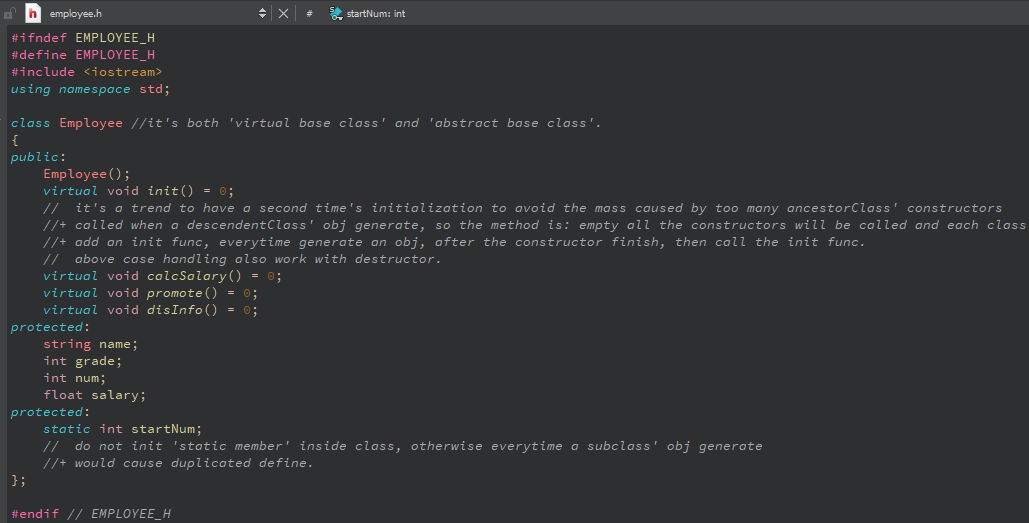 h employee.h # startNum: int
#ifndef EMPLOYEE_H
#define EMPLOYEE_H
#include <iostream>
using namespace std;

class Employee //it's both 'virtual base class' and 'abstract base class'.
{
public:
    Employee();
    virtual void init() = 0;
    //  it's a trend to have a second time's initialization to avoid the mass caused by too many ancestorClass' constructors
    //+ called when a descendentClass' obj generate, so the method is: empty all the constructors will be called and each class
    //+ add an init func, everytime generate an obj, after the constructor finish, then call the init func.
    //  above case handling also work with destructor.
    virtual void calcSalary() = 0;
    virtual void promote() = 0;
    virtual void disInfo() = 0;
protected:
    string name;
    int grade;
    int num;
    float salary;
protected:
    static int startNum;
    //  do not init 'static member' inside class, otherwise everytime a subclass' obj generate
    //+ would cause duplicated define.
};

#endif // EMPLOYEE_H